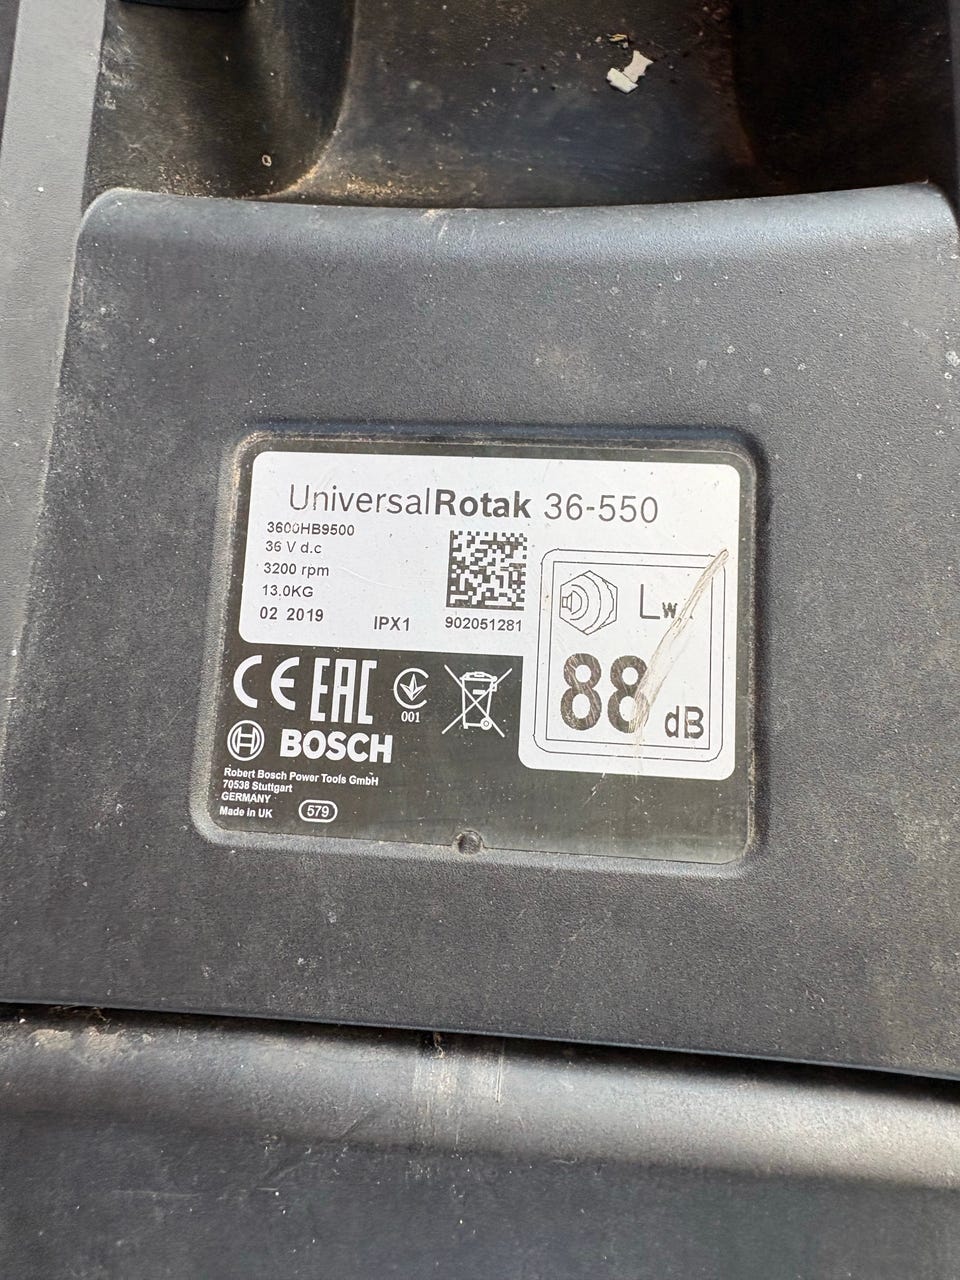 UniversalRotak 36-550
3600HB9500
36 V d.c
3200 rpm
13.0KG
02 2019
IPX1
902051281
LWA
88
dB
CE EAC
001
BOSCH
Robert Bosch Power Tools GmbH
70538 Stuttgart
GERMANY
Made in UK
579